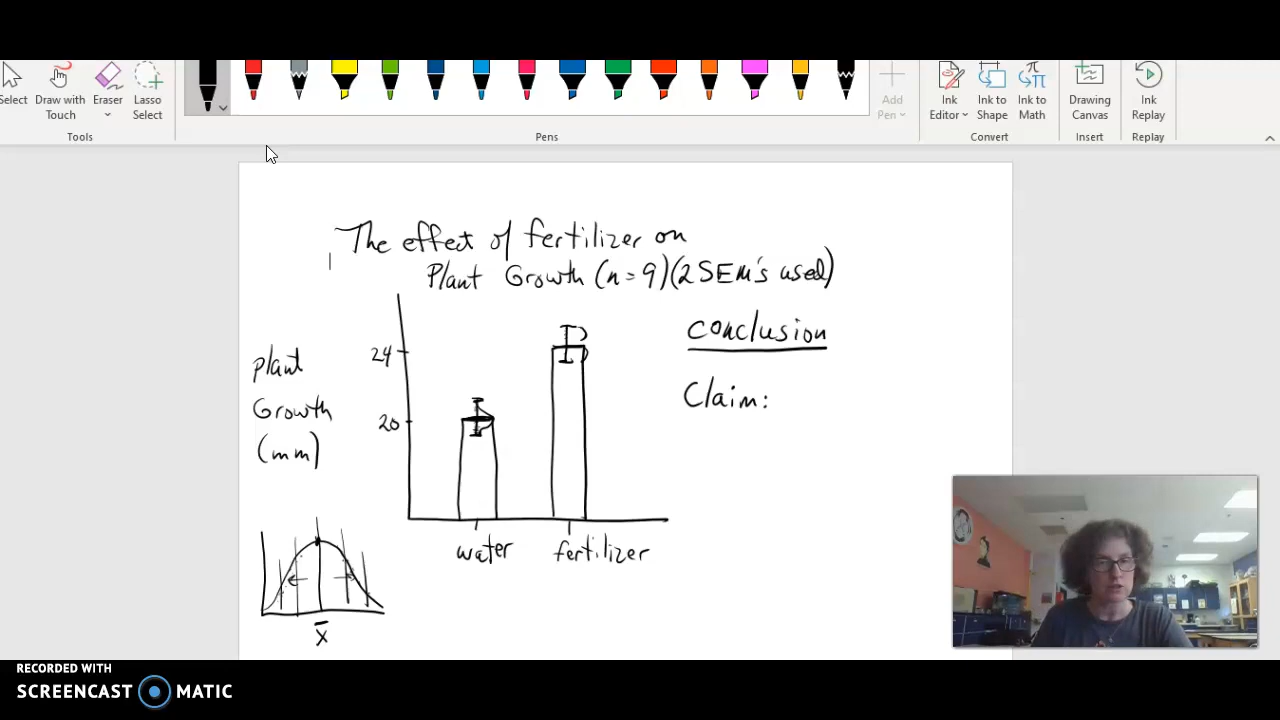 Select
Draw with Touch
Eraser
Lasso Select
Tools
Pens
Add Pen
Ink Editor
Ink to Shape
Ink to Math
Convert
Drawing Canvas
Insert
Ink Replay
Replay
The effect of fertilizer on
Plant Growth (n = 9)(2 SEM's used)
Plant
Growth
(mm)
24
20
water
fertilizer
x̄
conclusion
Claim:
RECORDED WITH
SCREENCAST MATIC